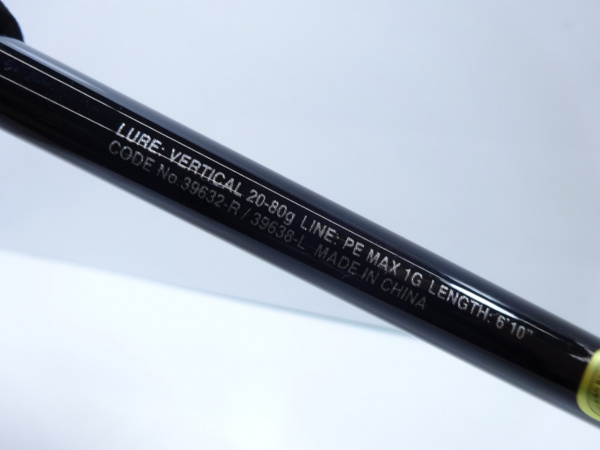 LURE: VERTICAL 20-80g LINE: PE MAX 1G LENGTH: 6'10"
CODE No.39632-R / 39638-L MADE IN CHINA